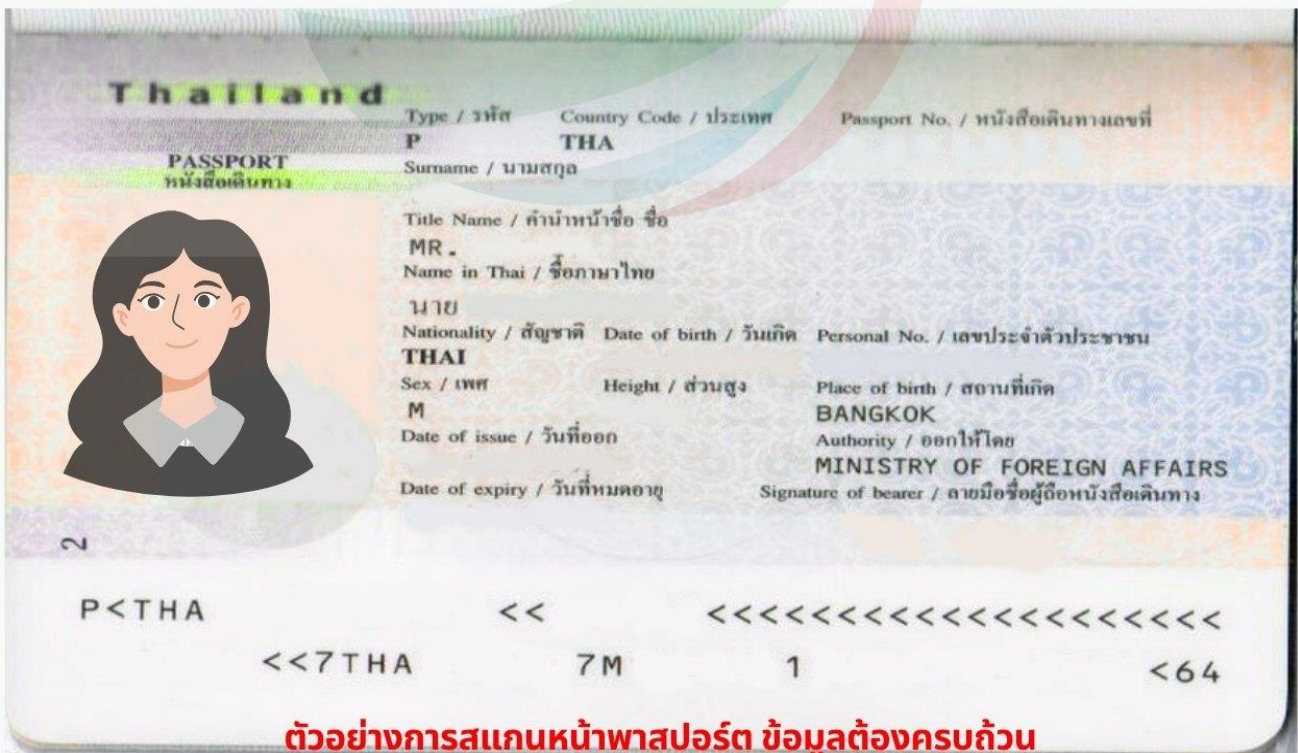 Thailand
Type / รหัส Country Code / ประเทศ Passport No. / หนังสือเดินทางเลขที่
P THA
PASSPORT
หนังสือเดินทาง
Surname / นามสกุล
Title Name / คำนำหน้าชื่อ ชื่อ
MR.
Name in Thai / ชื่อภาษาไทย
นาย
Nationality / สัญชาติ Date of birth / วันเกิด Personal No. / เลขประจำตัวประชาชน
THAI
Sex / เพศ Height / ส่วนสูง Place of birth / สถานที่เกิด
M BANGKOK
Date of issue / วันที่ออก Authority / ออกให้โดย
MINISTRY OF FOREIGN AFFAIRS
Date of expiry / วันที่หมดอายุ Signature of bearer / ลายมือชื่อผู้ถือหนังสือเดินทาง
2
P<THA << <<<<<<<<<<<<<<<<<<<<
<<7THA 7M 1 <64
ตัวอย่างการสแกนหน้าพาสปอร์ต ข้อมูลต้องครบถ้วน